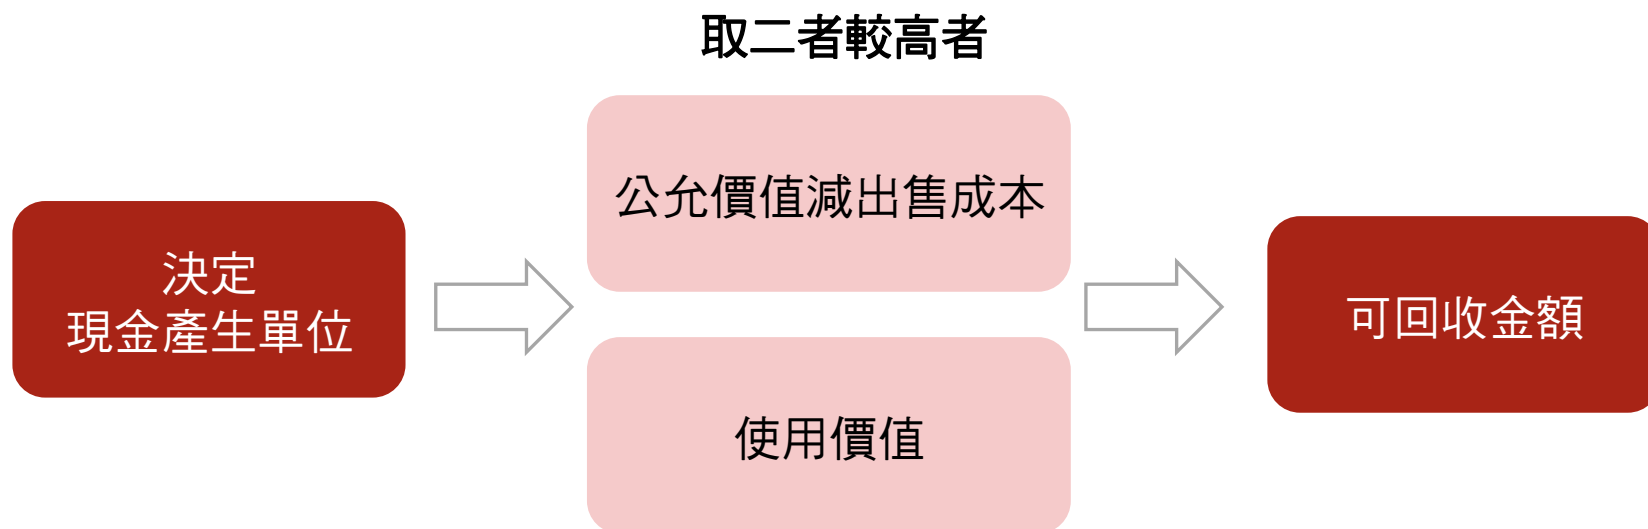 取二者較高者
決定
現金產生單位
公允價值減出售成本
使用價值
可回收金額